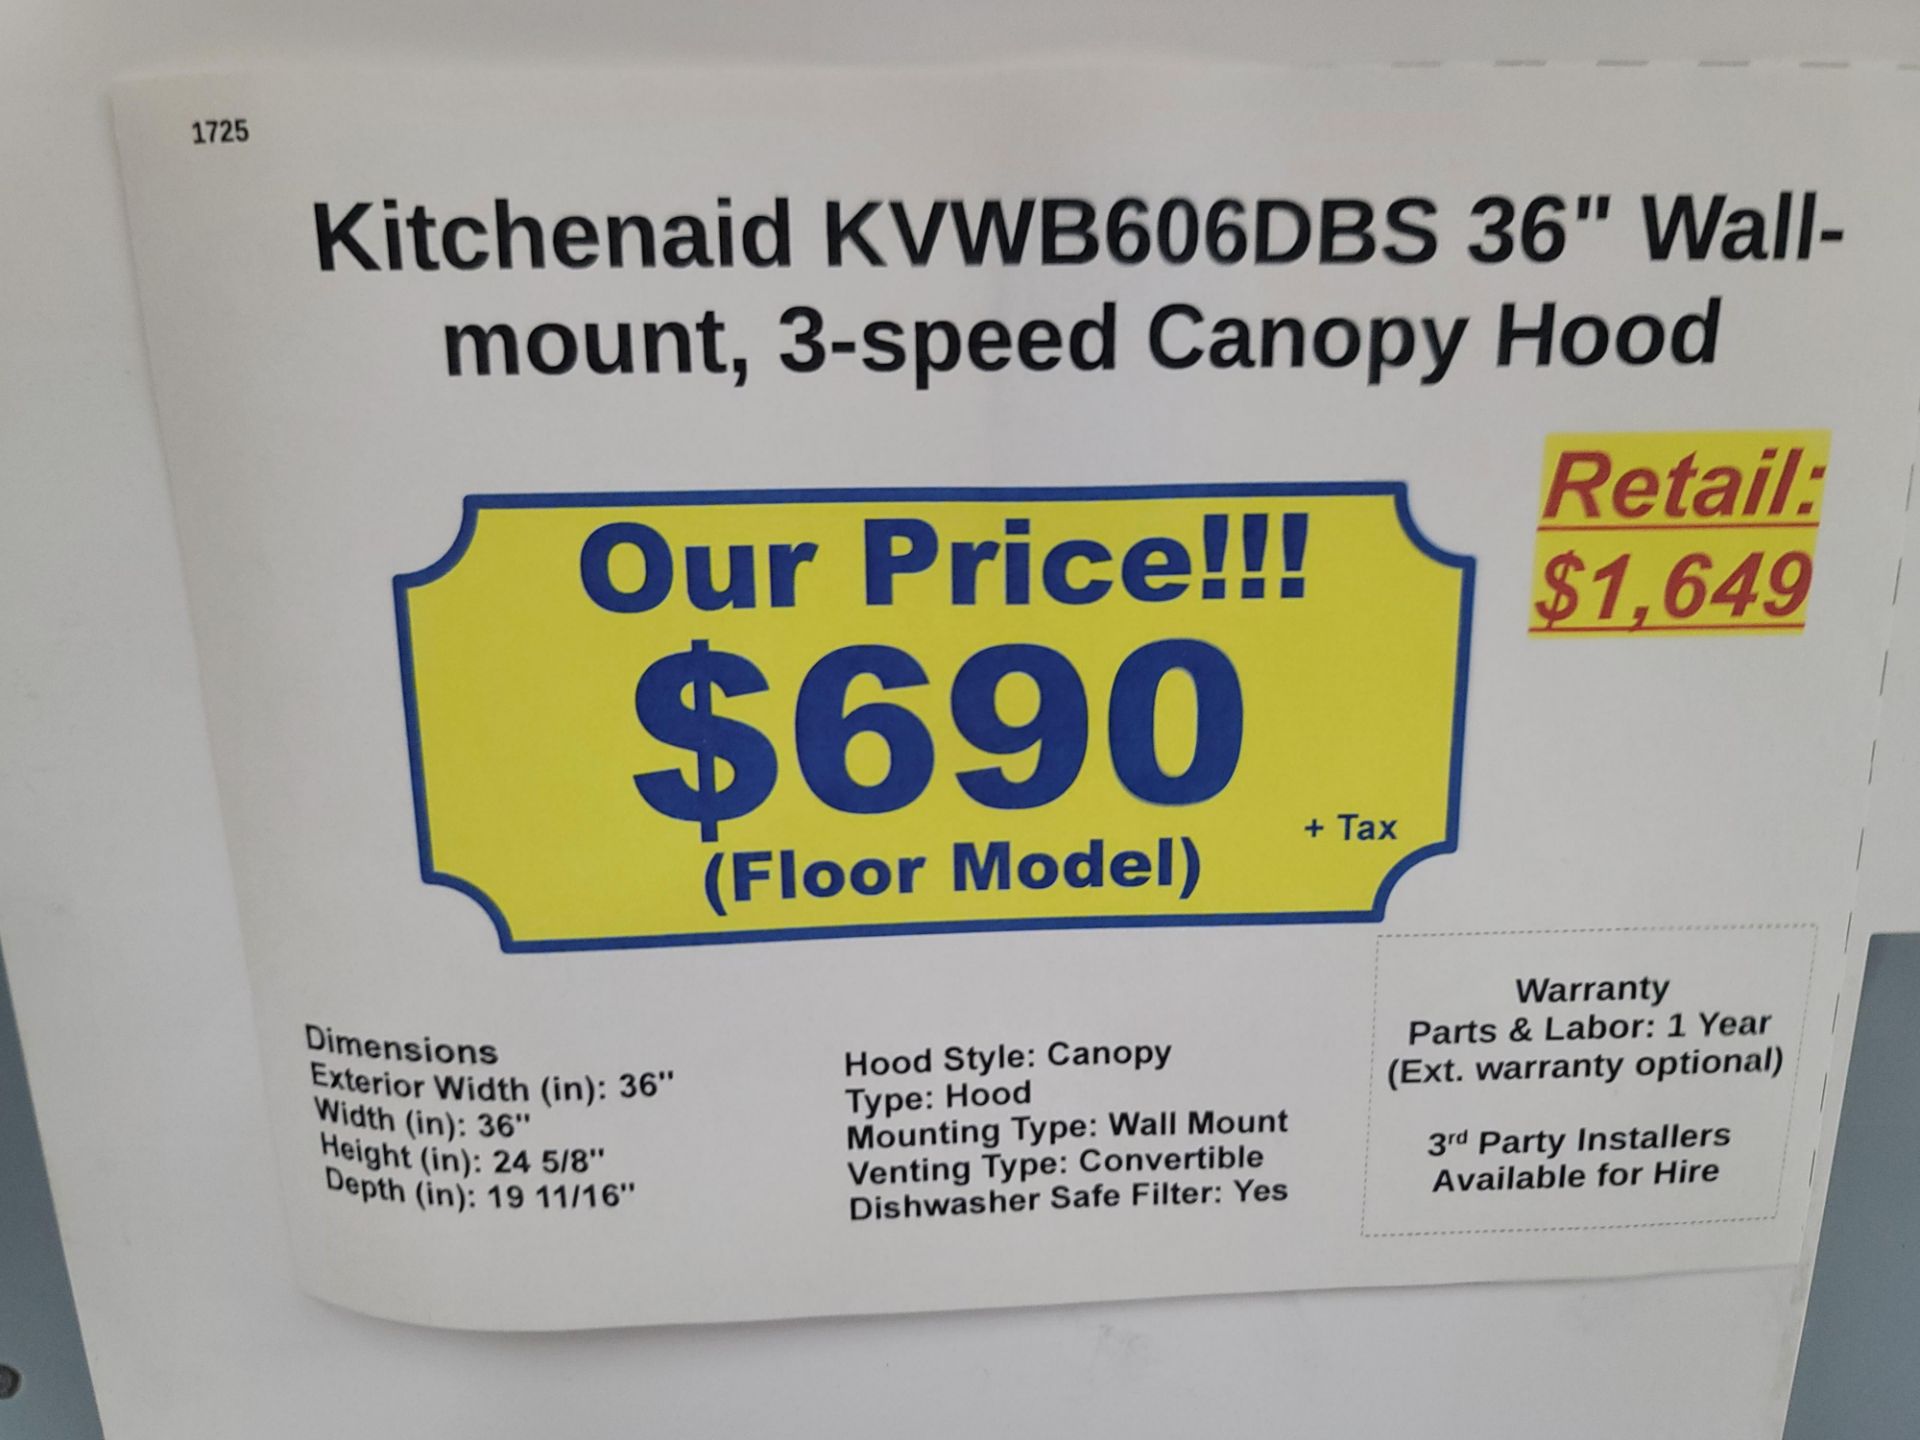 1725
Kitchenaid KVWB606DBS 36" Wall-
mount, 3-speed Canopy Hood
Retail:
$1,649
Our Price!!!
$690
+ Tax
(Floor Model)
Dimensions
Exterior Width (in): 36"
Width (in): 36"
Height (in): 24 5/8"
Depth (in): 19 11/16"
Hood Style: Canopy
Type: Hood
Mounting Type: Wall Mount
Venting Type: Convertible
Dishwasher Safe Filter: Yes
Warranty
Parts & Labor: 1 Year
(Ext. warranty optional)
3rd Party Installers
Available for Hire